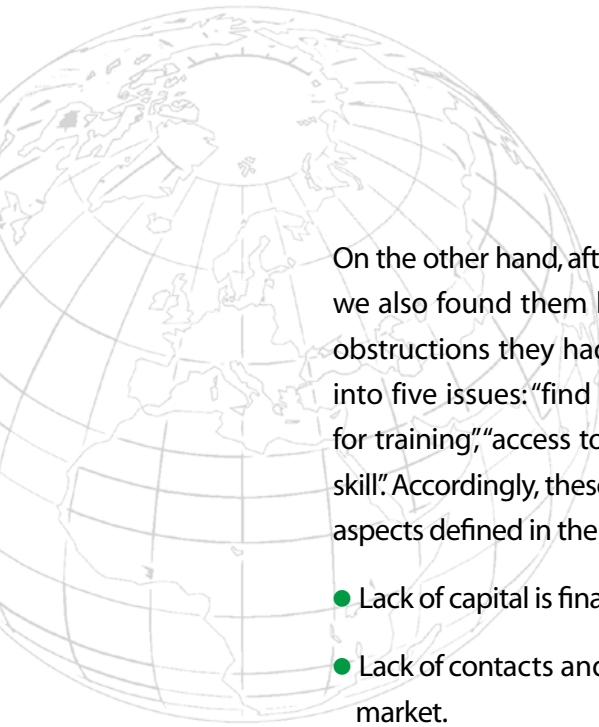 On the other hand, aft
we also found them
obstructions they had
into five issues: “find
for training”, “access to
skill”. Accordingly, these
aspects defined in the
● Lack of capital is fina
● Lack of contacts and
market.